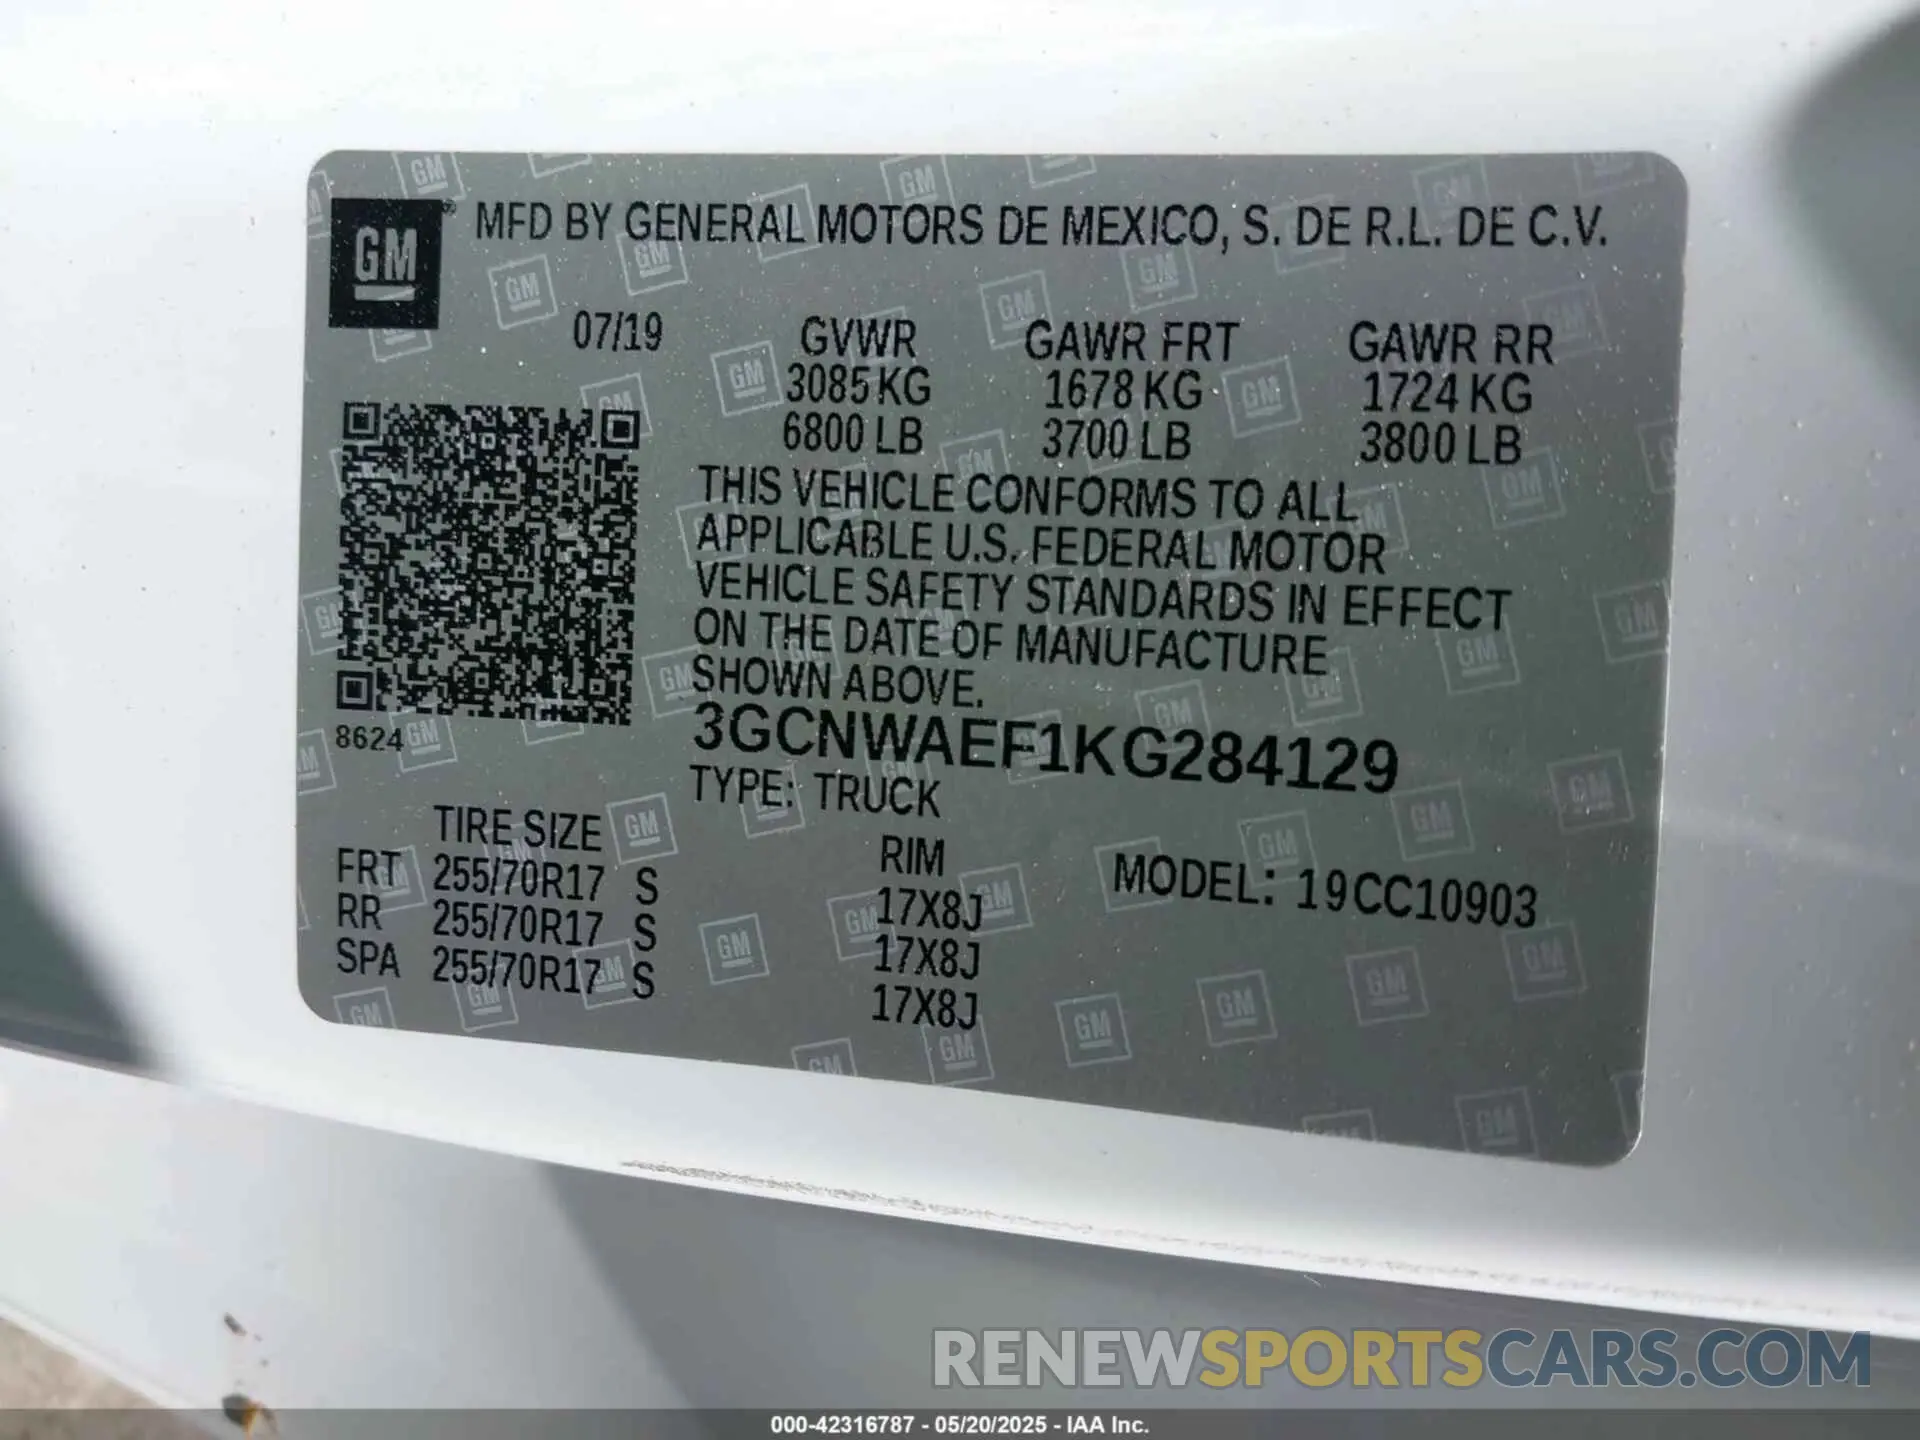 GM® MFD BY GENERAL MOTORS DE MEXICO, S. DE R.L. DE C.V.
07/19 GVWR GAWR FRT GAWR RR
3085 KG 1678 KG 1724 KG
6800 LB 3700 LB 3800 LB
THIS VEHICLE CONFORMS TO ALL
APPLICABLE U.S. FEDERAL MOTOR
VEHICLE SAFETY STANDARDS IN EFFECT
ON THE DATE OF MANUFACTURE
SHOWN ABOVE.
8624
3GCNWAEF1KG284129
TYPE: TRUCK
TIRE SIZE RIM
FRT 255/70R17 S 17X8J
RR 255/70R17 S 17X8J
SPA 255/70R17 S 17X8J
MODEL: 19CC10903
RENEWSPORTSCARS.COM
000-42316787 - 05/20/2025 - IAA Inc.